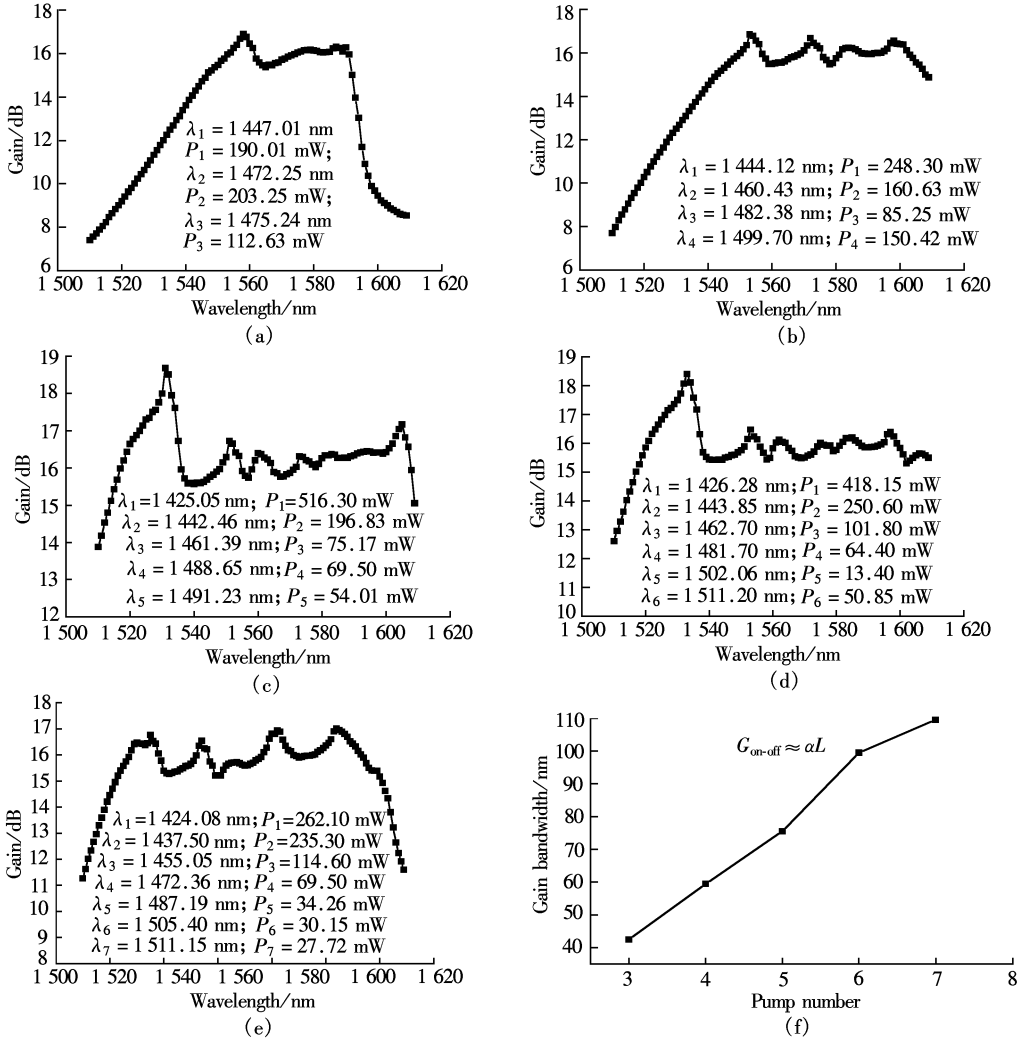 18
16
14
12
10
8
6
Gain/dB
λ1 = 1 447.01 nm
P1 = 190.01 mW;
λ2 = 1 472.25 nm
P2 = 203.25 mW;
λ3 = 1 475.24 nm
P3 = 112.63 mW
1 500 1 520 1 540 1 560 1 580 1 600 1 620
Wavelength/nm
(a)
18
16
14
12
10
8
6
Gain/dB
λ1 = 1 444.12 nm; P1 = 248.30 mW
λ2 = 1 460.43 nm; P2 = 160.63 mW
λ3 = 1 482.38 nm; P3 = 85.25 mW
λ4 = 1 499.70 nm; P4 = 150.42 mW
1 500 1 520 1 540 1 560 1 580 1 600 1 620
Wavelength/nm
(b)
19
18
17
16
15
14
13
12
Gain/dB
λ1=1 425.05 nm; P1=516.30 mW
λ2 = 1 442.46 nm; P2 = 196.83 mW
λ3 = 1 461.39 nm; P3 = 75.17 mW
λ4 = 1 488.65 nm; P4 = 69.50 mW
λ5 = 1 491.23 nm; P5 = 54.01 mW
1 500 1 520 1 540 1 560 1 580 1 600 1 620
Wavelength/nm
(c)
19
18
17
16
15
14
13
12
11
10
Gain/dB
λ1 = 1 426.28 nm; P1 = 418.15 mW
λ2 = 1 443.85 nm; P2 = 250.60 mW
λ3 = 1 462.70 nm; P3 = 101.80 mW
λ4 = 1 481.70 nm; P4 = 64.40 mW
λ5 = 1 502.06 nm; P5 = 13.40 mW
λ6 = 1 511.20 nm; P6 = 50.85 mW
1 500 1 520 1 540 1 560 1 580 1 600 1 620
Wavelength/nm
(d)
18
17
16
15
14
13
12
11
10
9
8
Gain/dB
λ1=1 424.08 nm; P1=262.10 mW
λ2 = 1 437.50 nm; P2=235.30 mW
λ3 = 1 455.05 nm; P3=114.60 mW
λ4 = 1 472.36 nm; P4 = 69.50 mW
λ5 = 1 487.19 nm; P5 = 34.26 mW
λ6 = 1 505.40 nm; P6 = 30.15 mW
λ7 = 1 511.15 nm; P7 = 27.72 mW
1 500 1 520 1 540 1 560 1 580 1 600 1 620
Wavelength/nm
(e)
110
100
90
80
70
60
50
40
Gain bandwidth/nm
Gon-off ≈ αL
3 4 5 6 7 8
Pump number
(f)